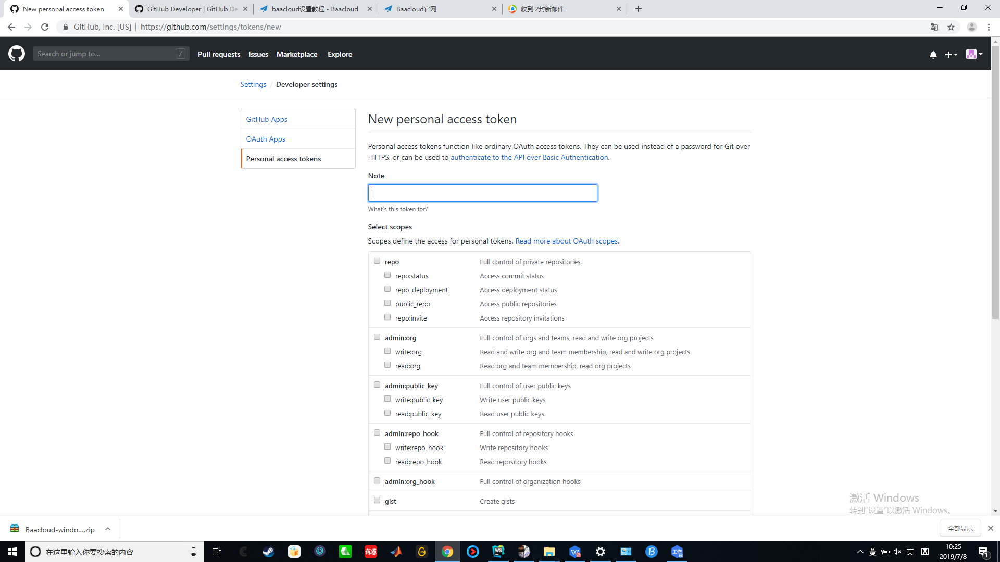 New personal access token
GitHub Developer | GitHub De
baacloud设置教程 - Baacloud
Baacloud官网
收到 2封新邮件
GitHub, Inc. [US]
https://github.com/settings/tokens/new
Search or jump to...
/
Pull requests
Issues
Marketplace
Explore
Settings / Developer settings
GitHub Apps
OAuth Apps
Personal access tokens
New personal access token
Personal access tokens function like ordinary OAuth access tokens. They can be used instead of a password for Git over
HTTPS, or can be used to authenticate to the API over Basic Authentication.
Note
What's this token for?
Select scopes
Scopes define the access for personal tokens. Read more about OAuth scopes.
repo Full control of private repositories
repo:status Access commit status
repo_deployment Access deployment status
public_repo Access public repositories
repo:invite Access repository invitations
admin:org Full control of orgs and teams, read and write org projects
write:org Read and write org and team membership, read and write org projects
read:org Read org and team membership, read org projects
admin:public_key Full control of user public keys
write:public_key Write user public keys
read:public_key Read user public keys
admin:repo_hook Full control of repository hooks
write:repo_hook Write repository hooks
read:repo_hook Read repository hooks
admin:org_hook Full control of organization hooks
gist Create gists
激活 Windows
转到“设置”以激活 Windows。
Baacloud-windo....zip
全部显示
在这里输入你要搜索的内容
有道
WS
英
M
10:25
2019/7/8
1